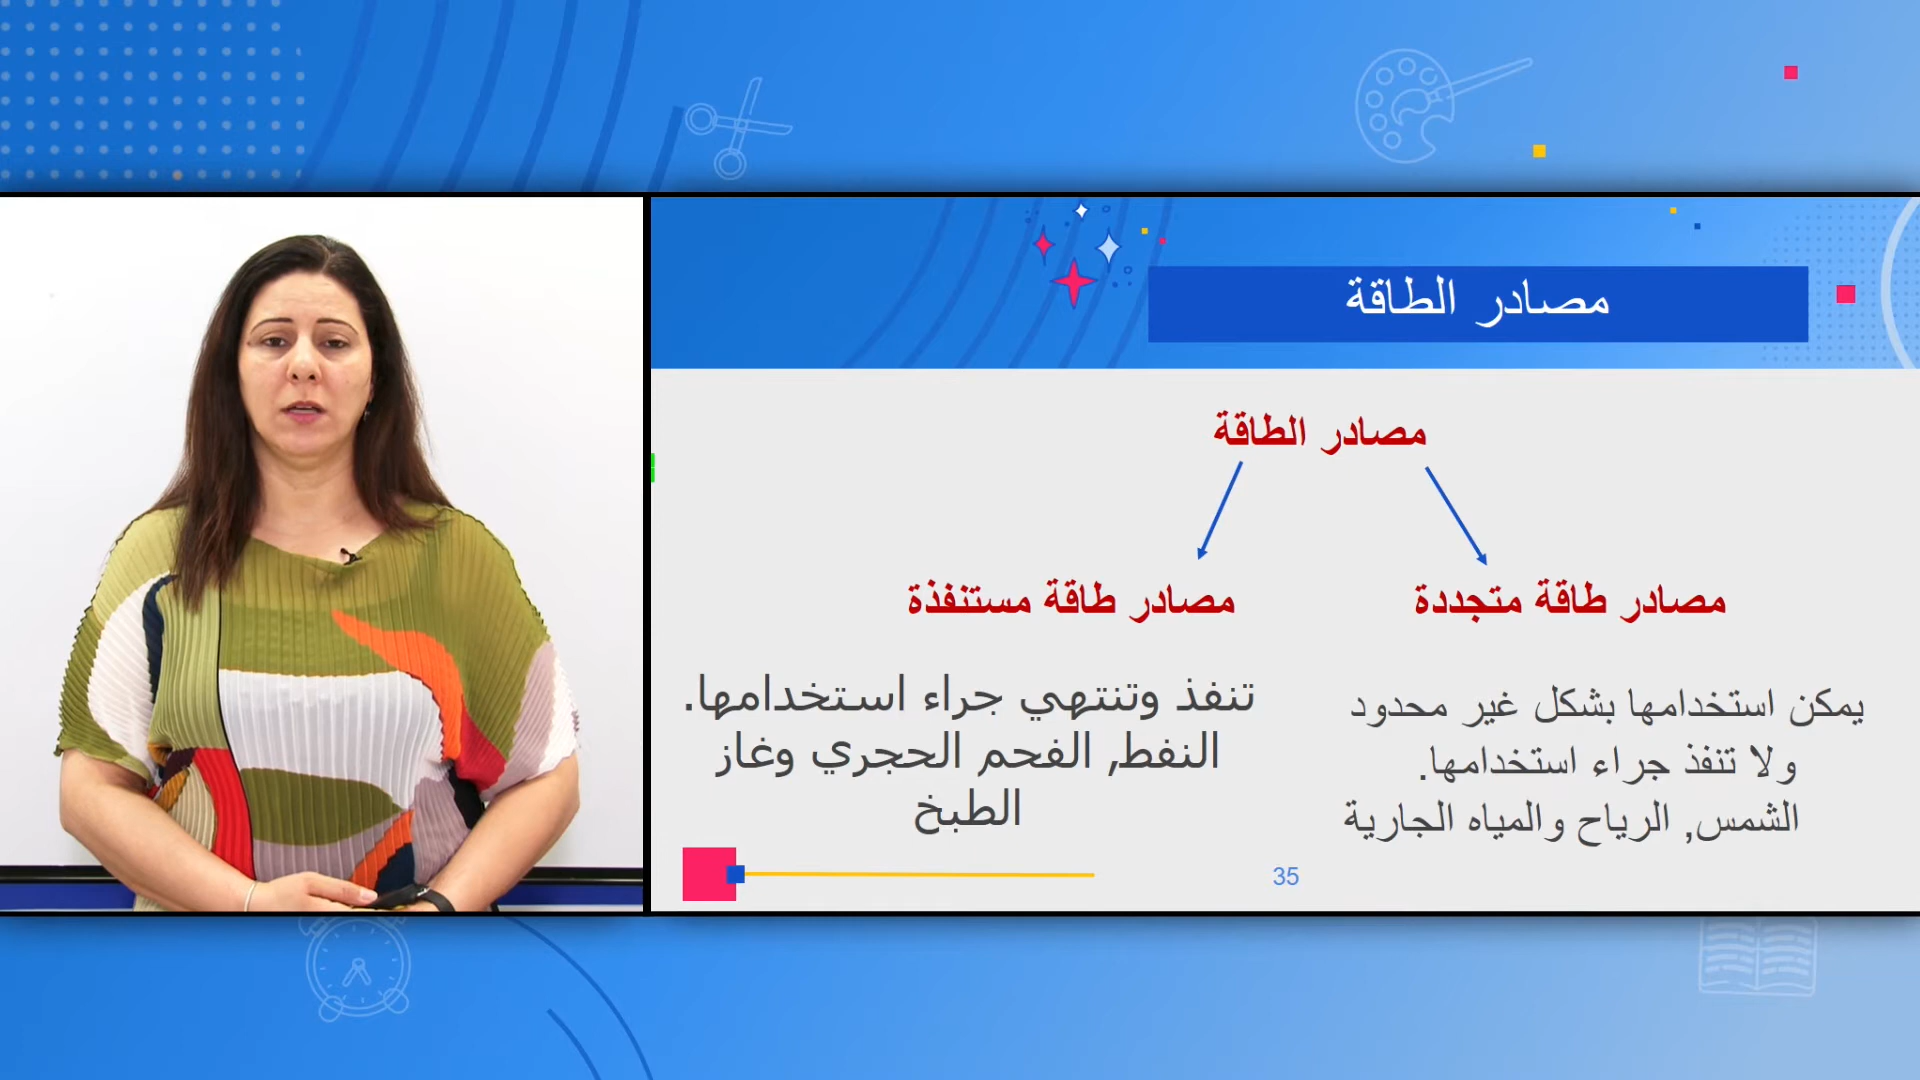 مصادر الطاقة
مصادر الطاقة
مصادر طاقة متجددة
مصادر طاقة مستنفذة
يمكن استخدامها بشكل غير محدود
ولا تنفذ جراء استخدامها.
الشمس, الرياح والمياه الجارية
تنفذ وتنتهي جراء استخدامها.
النفط, الفحم الحجري وغاز
الطبخ
35